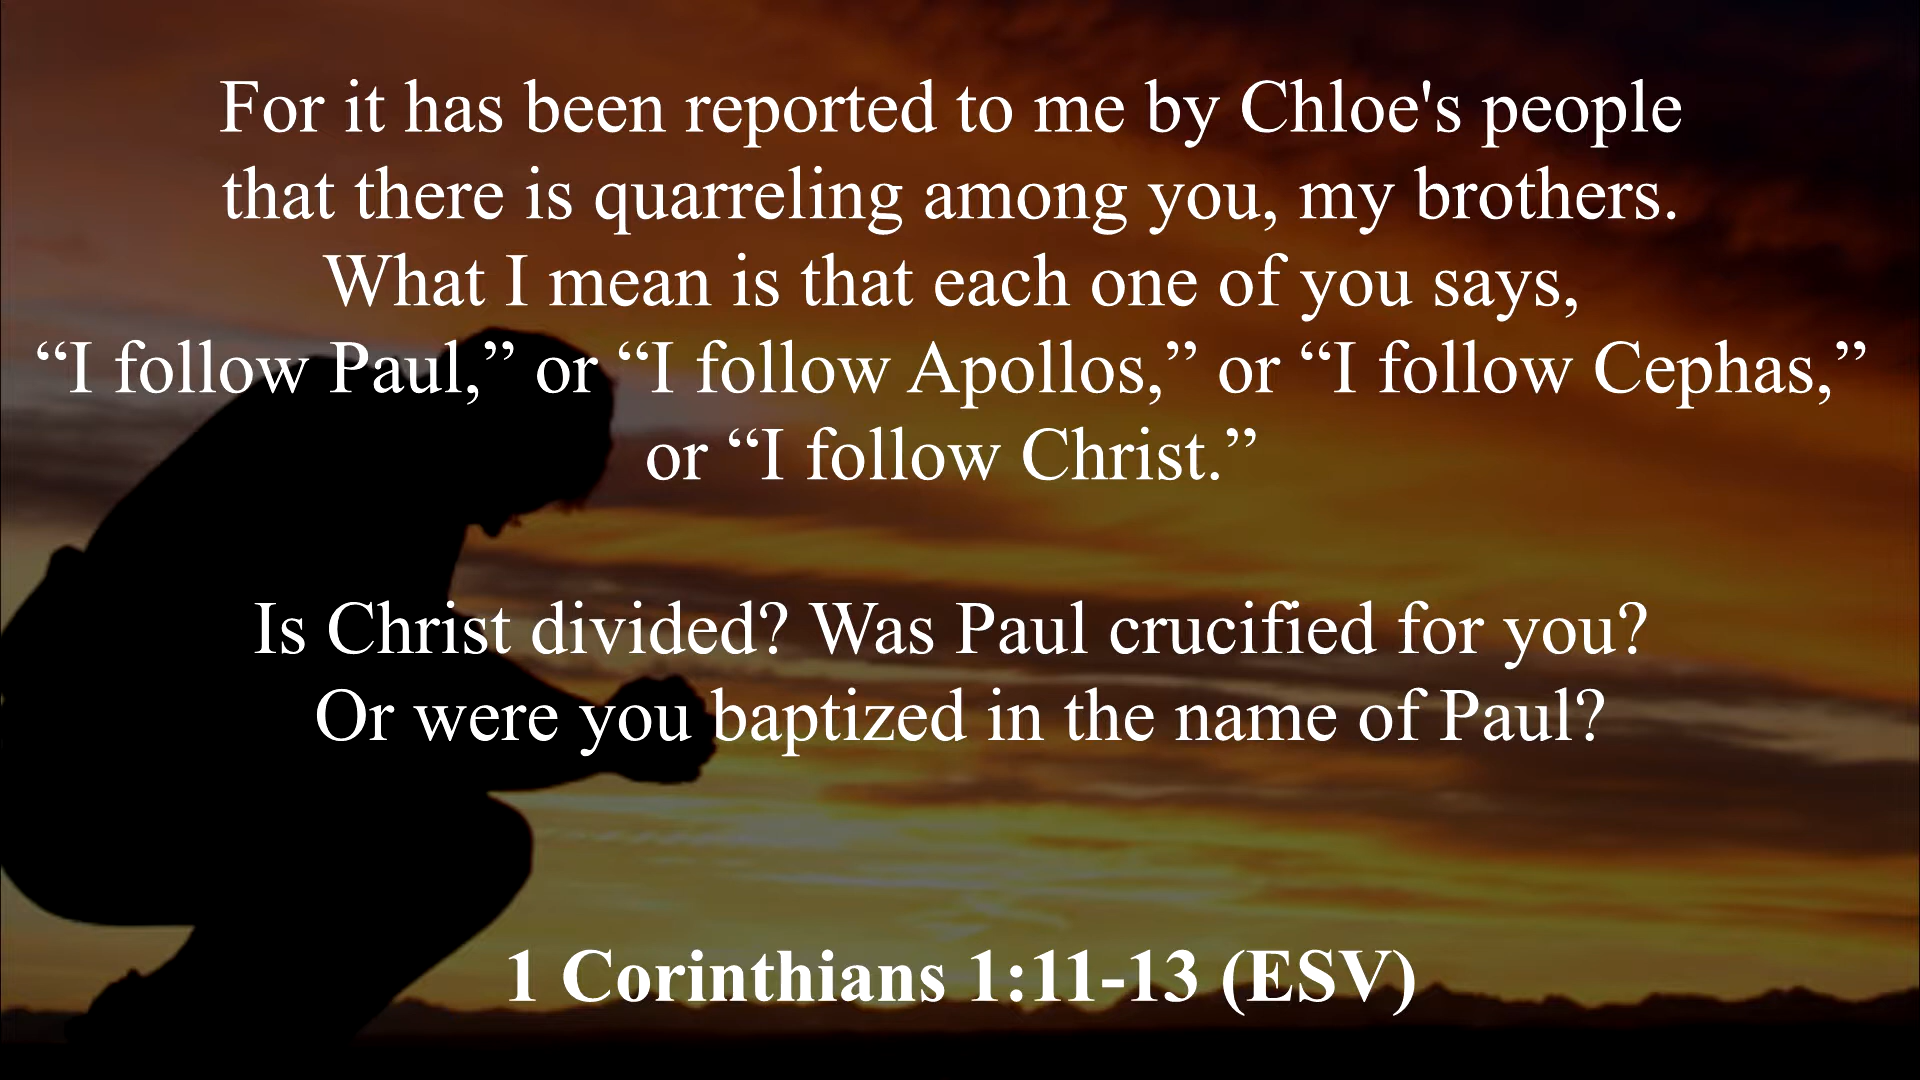 For it has been reported to me by Chloe's people
that there is quarreling among you, my brothers.
What I mean is that each one of you says,
“I follow Paul,” or “I follow Apollos,” or “I follow Cephas,”
or “I follow Christ.”
Is Christ divided? Was Paul crucified for you?
Or were you baptized in the name of Paul?
1 Corinthians 1:11-13 (ESV)